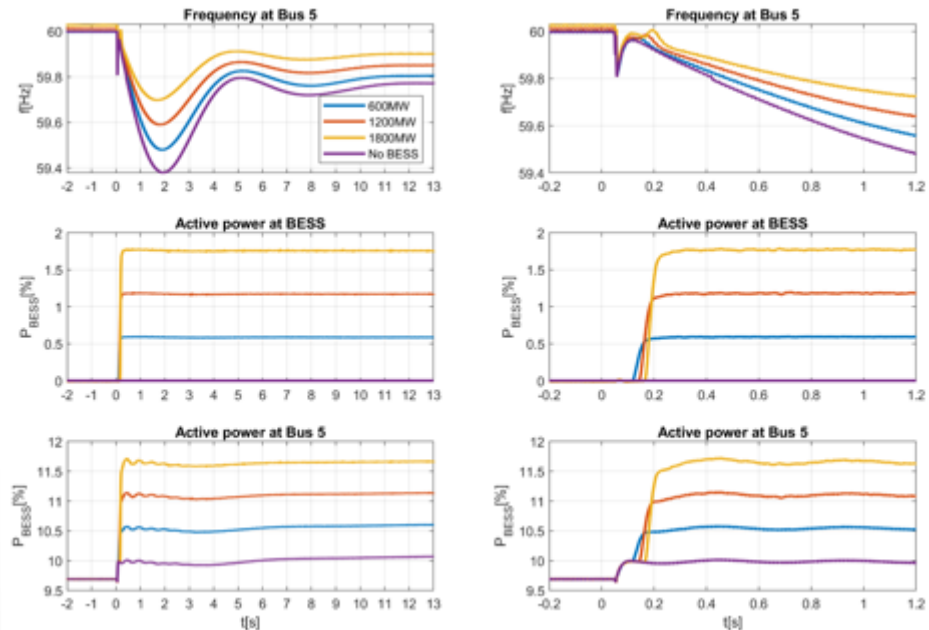 Frequency at Bus 5
60
59.8
59.6
59.4
f[Hz]
600MW
1200MW
1800MW
No BESS
-2 -1 0 1 2 3 4 5 6 7 8 9 10 11 12 13
Frequency at Bus 5
60
59.8
59.6
59.4
f[Hz]
-0.2 0 0.2 0.4 0.6 0.8 1 1.2
Active power at BESS
2
1.5
1
0.5
0
P_BESS[%]
-2 -1 0 1 2 3 4 5 6 7 8 9 10 11 12 13
Active power at BESS
2
1.5
1
0.5
0
P_BESS[%]
-0.2 0 0.2 0.4 0.6 0.8 1 1.2
Active power at Bus 5
12
11.5
11
10.5
10
9.5
P_BESS[%]
-2 -1 0 1 2 3 4 5 6 7 8 9 10 11 12 13
t[s]
Active power at Bus 5
12
11.5
11
10.5
10
9.5
P_BESS[%]
-0.2 0 0.2 0.4 0.6 0.8 1 1.2
t[s]